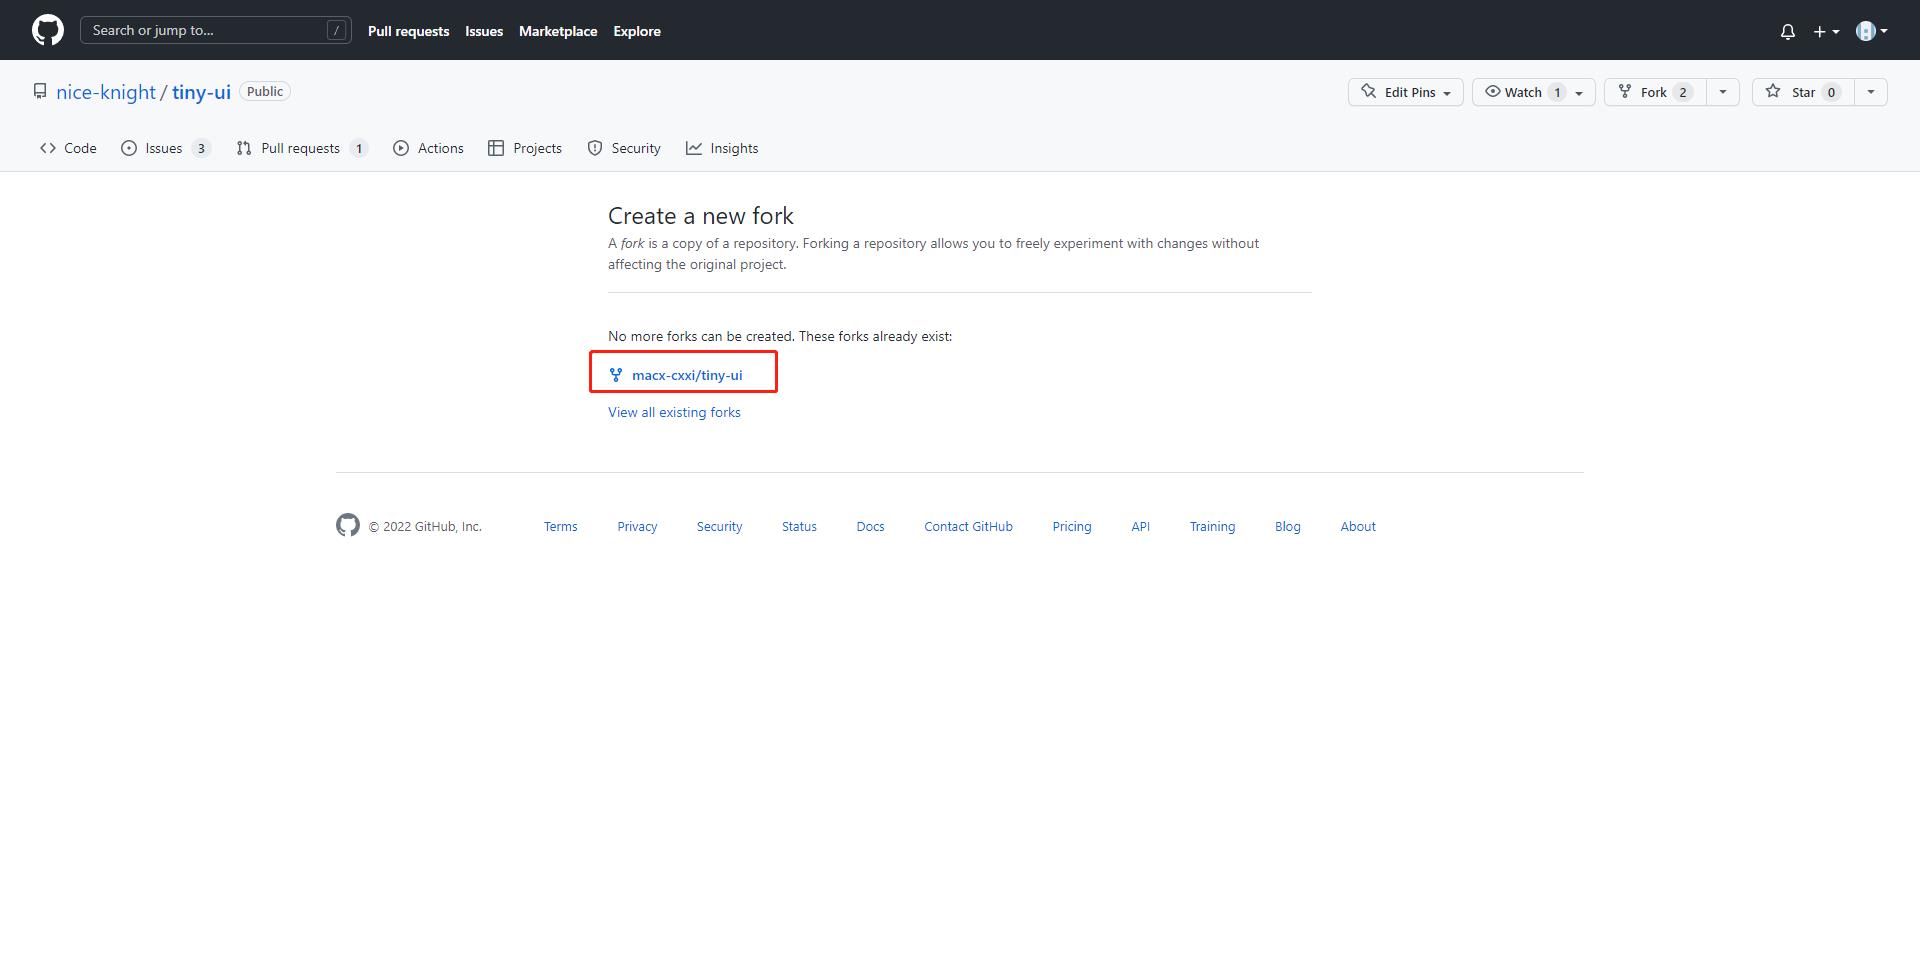 Search or jump to... /
Pull requests Issues Marketplace Explore
nice-knight / tiny-ui Public
Edit Pins Watch 1 Fork 2 Star 0
Code Issues 3 Pull requests 1 Actions Projects Security Insights
Create a new fork
A fork is a copy of a repository. Forking a repository allows you to freely experiment with changes without
affecting the original project.
No more forks can be created. These forks already exist:
macx-cxxi/tiny-ui
View all existing forks
© 2022 GitHub, Inc. Terms Privacy Security Status Docs Contact GitHub Pricing API Training Blog About